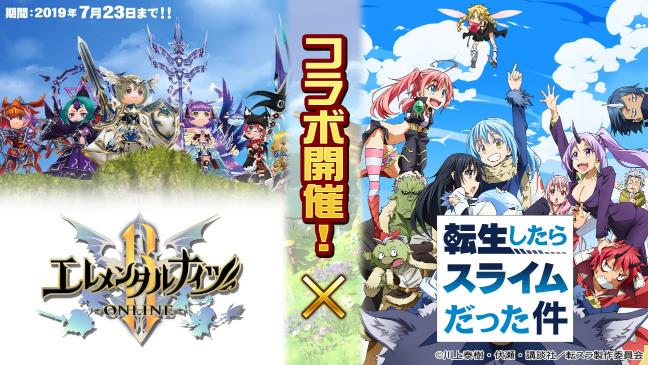 期間:2019年7月23日まで!!
コラボ開催!
×
エレメンタルナイツ
R
-ONLINE-
転生したら
スライム
だった件
©川上泰樹・伏瀬・講談社/転スラ製作委員会